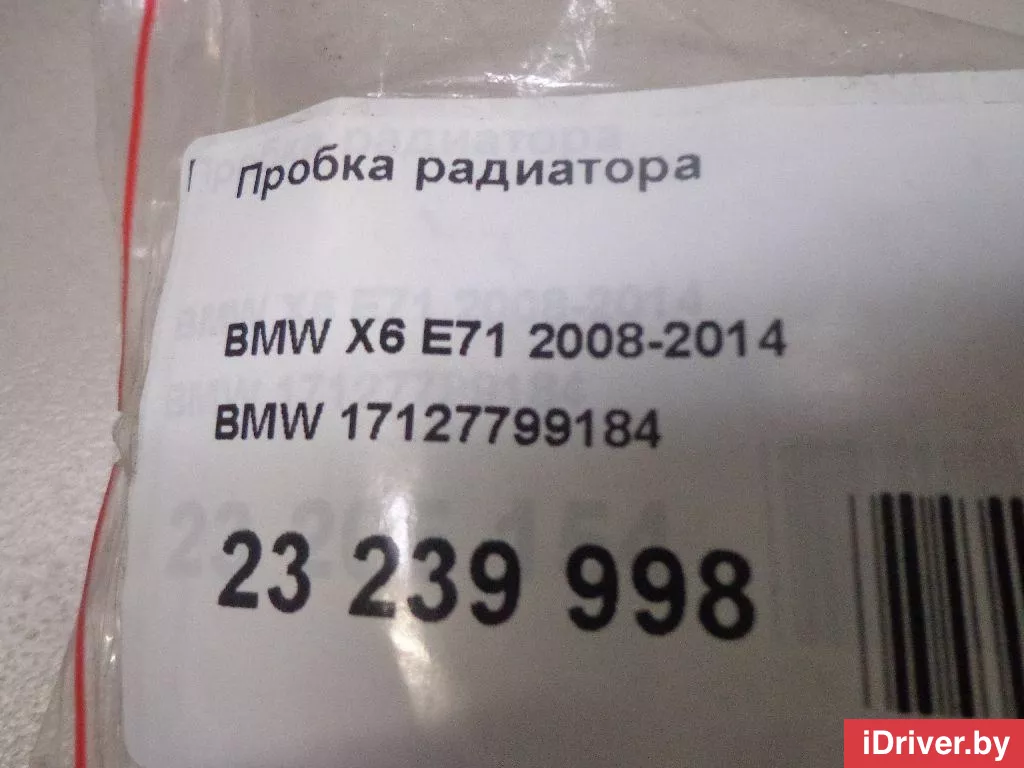 Пробка радиатора
BMW X6 E71 2008-2014
BMW 17127799184
23 239 998
iDriver.by